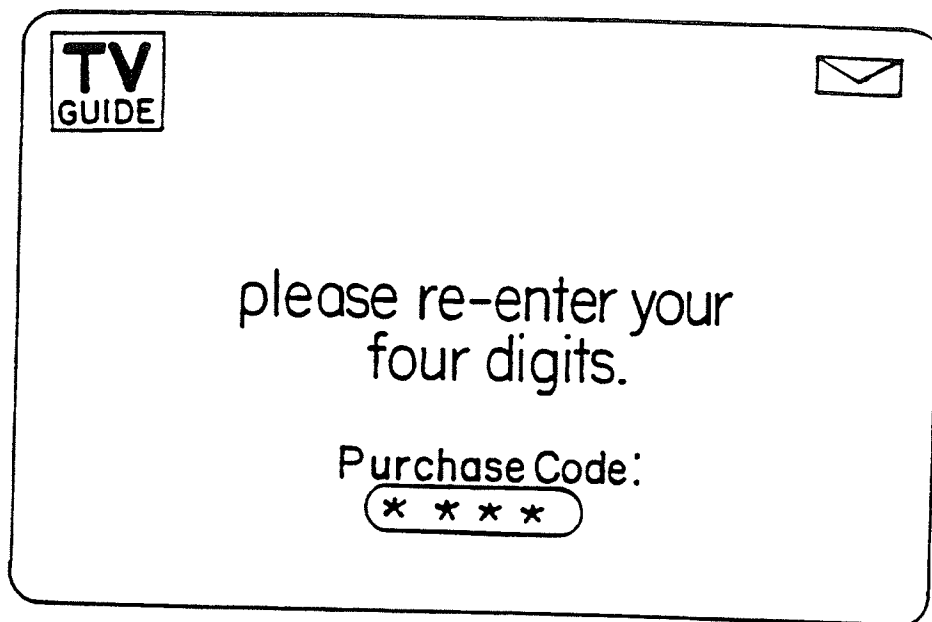 TV
GUIDE
please re-enter your
four digits.
Purchase Code:
* * * *